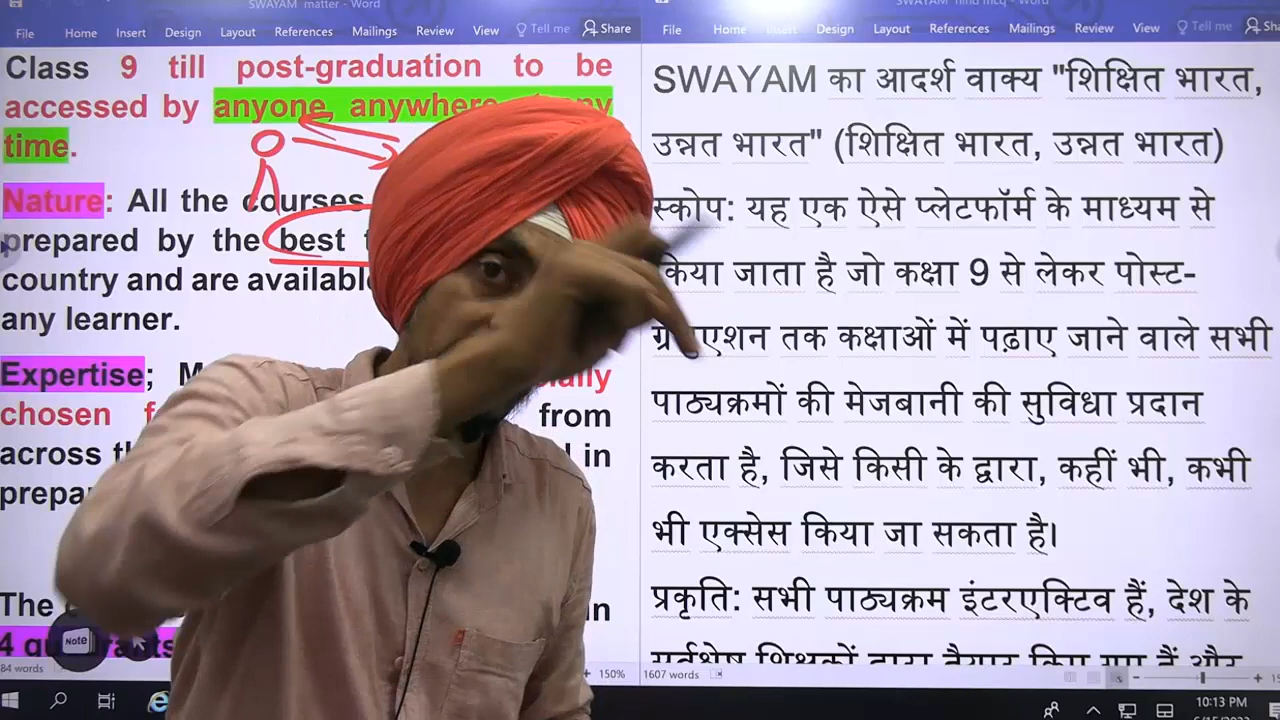 SWAYAM matter - Word
File Home Insert Design Layout References Mailings Review View Tell me Share
Class 9 till post-graduation to be
accessed by anyone, anywhere
time.
Nature: All the courses
prepared by the best
country and are available
any learner.
Expertise;
chosen from
across in
The in
4 quadrants
Note
84 words
150%
Word
File Home Insert Design Layout References Mailings Review View Tell me
SWAYAM का आदर्श वाक्य "शिक्षित भारत,
उन्नत भारत" (शिक्षित भारत, उन्नत भारत)
स्कोप: यह एक ऐसे प्लेटफॉर्म के माध्यम से
किया जाता है जो कक्षा 9 से लेकर पोस्ट-
तक कक्षाओं में पढ़ाए जाने वाले सभी
पाठ्यक्रमों की मेजबानी की सुविधा प्रदान
करता है, जिसे किसी के द्वारा, कहीं भी, कभी
भी एक्सेस किया जा सकता है।
प्रकृति: सभी पाठ्यक्रम इंटरएक्टिव हैं, देश के
1607 words
10:13 PM